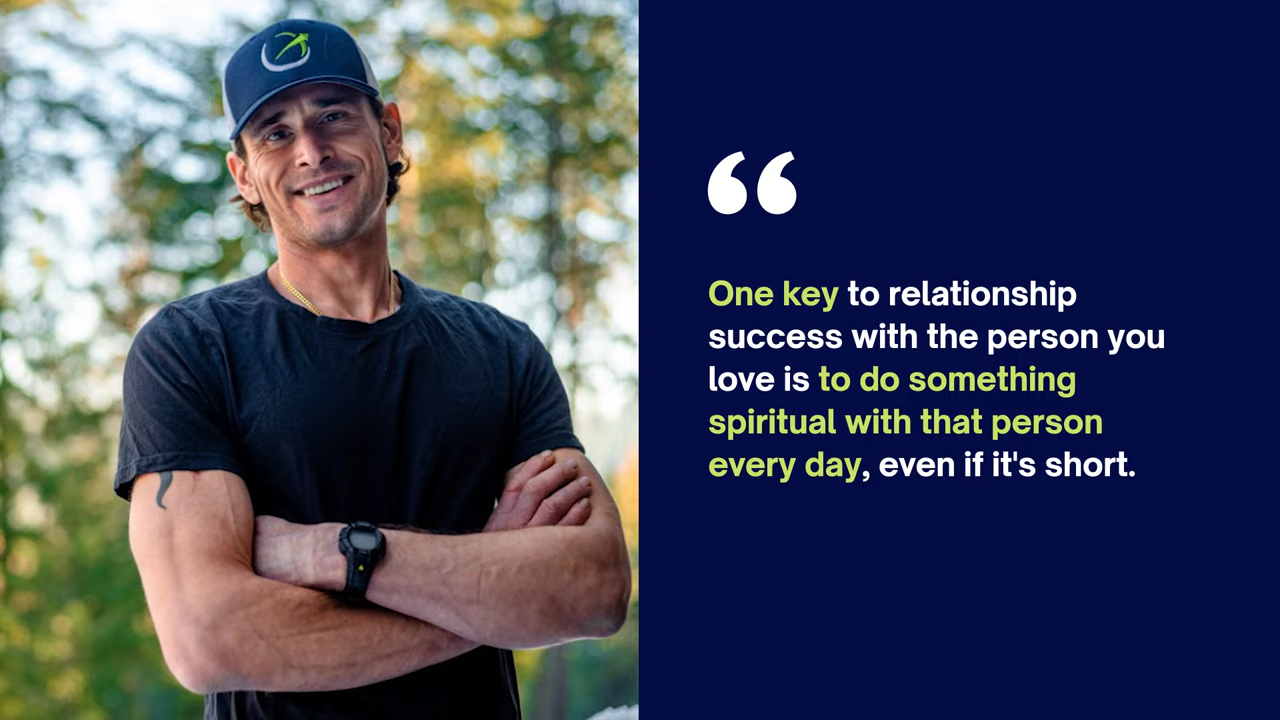 “
One key to relationship
success with the person you
love is to do something
spiritual with that person
every day, even if it's short.